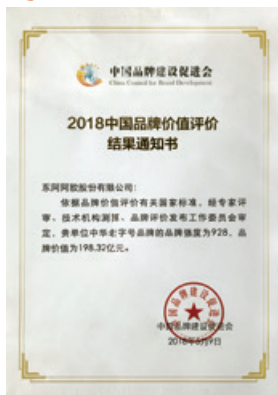 中国品牌建设促进会
China Council for Brand Development
2018中国品牌价值评价
结果通知书
东阿阿胶股份有限公司：
依据品牌价值评价有关国家标准，经专家评
审、技术机构测算、品牌评价发布工作委员会审
定，贵单位中华老字号品牌的品牌强度为928，品
牌价值为198.32亿元。
中国品牌建设促进会
2018年5月9日